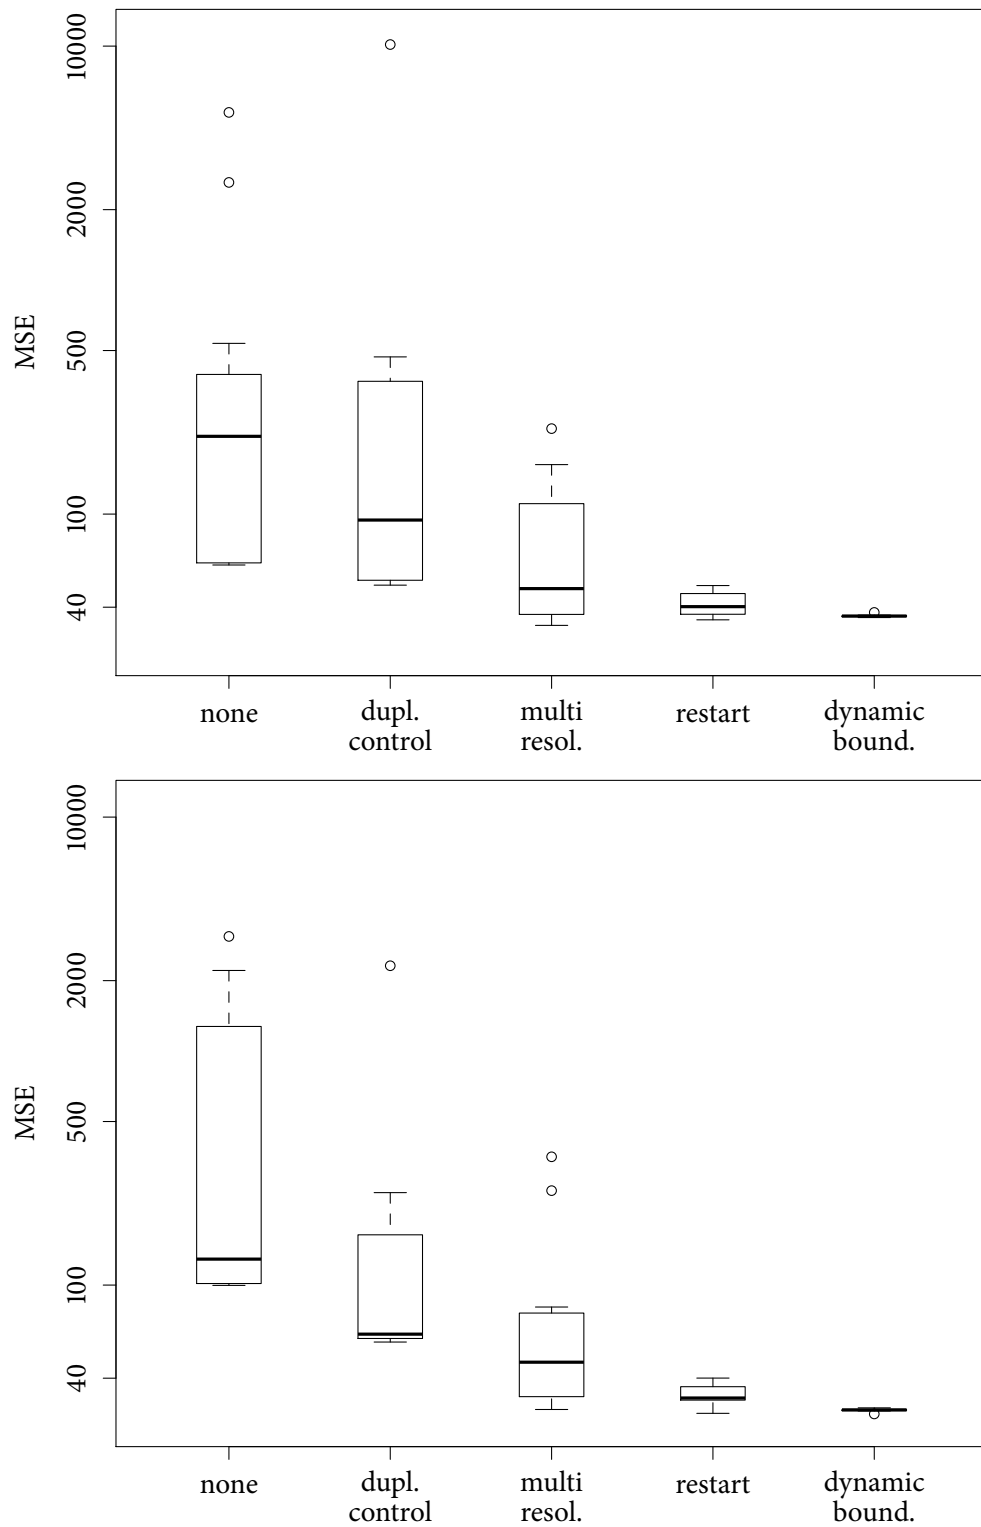 10000
2000
500
100
40
MSE
none
dupl. control
multi resol.
restart
dynamic bound.
10000
2000
500
100
40
MSE
none
dupl. control
multi resol.
restart
dynamic bound.